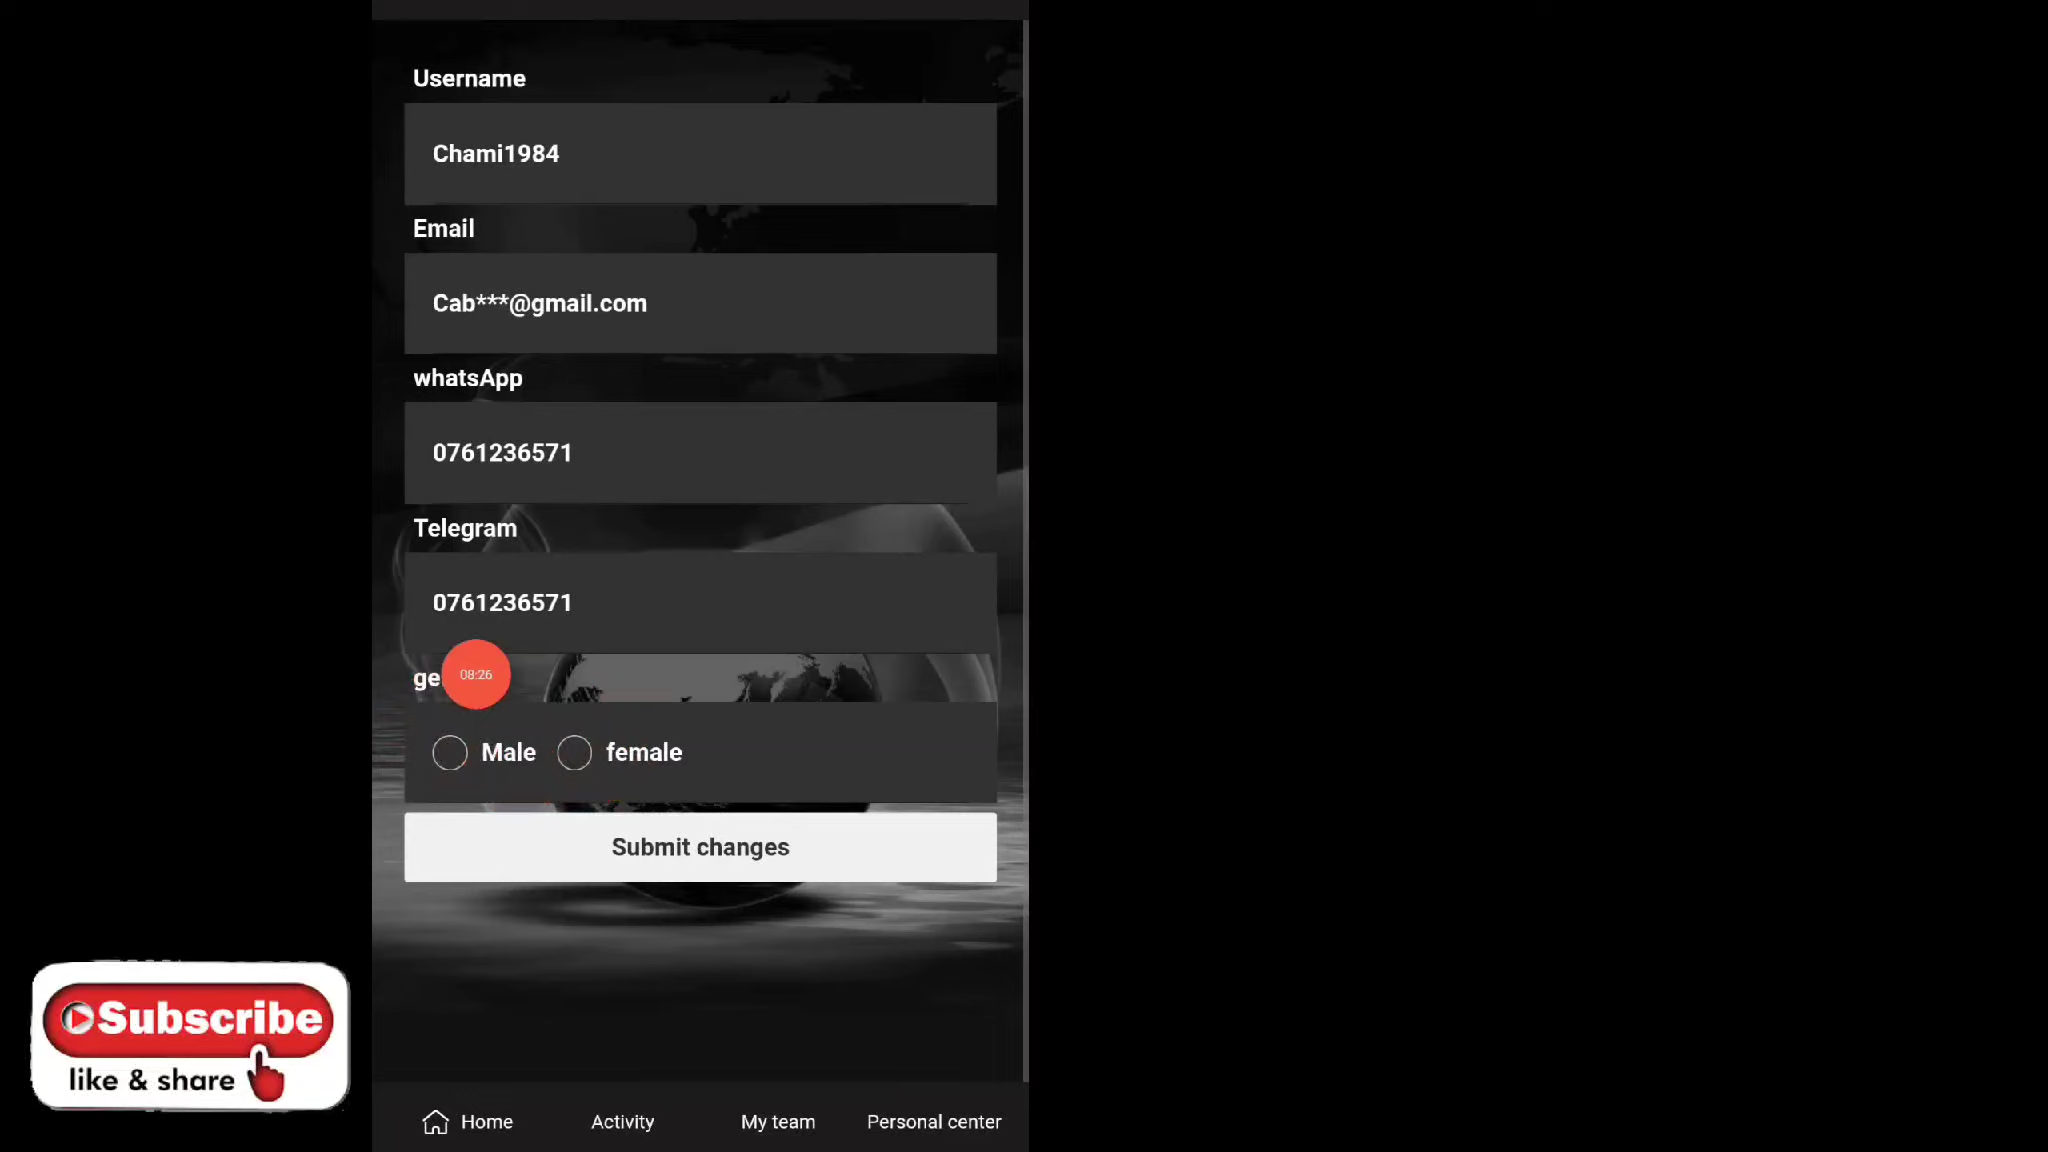 Username
Chami1984
Email
Cab***@gmail.com
whatsApp
0761236571
Telegram
0761236571
ge
08:26
Male female
Submit changes
Subscribe
like & share
Home Activity My team Personal center